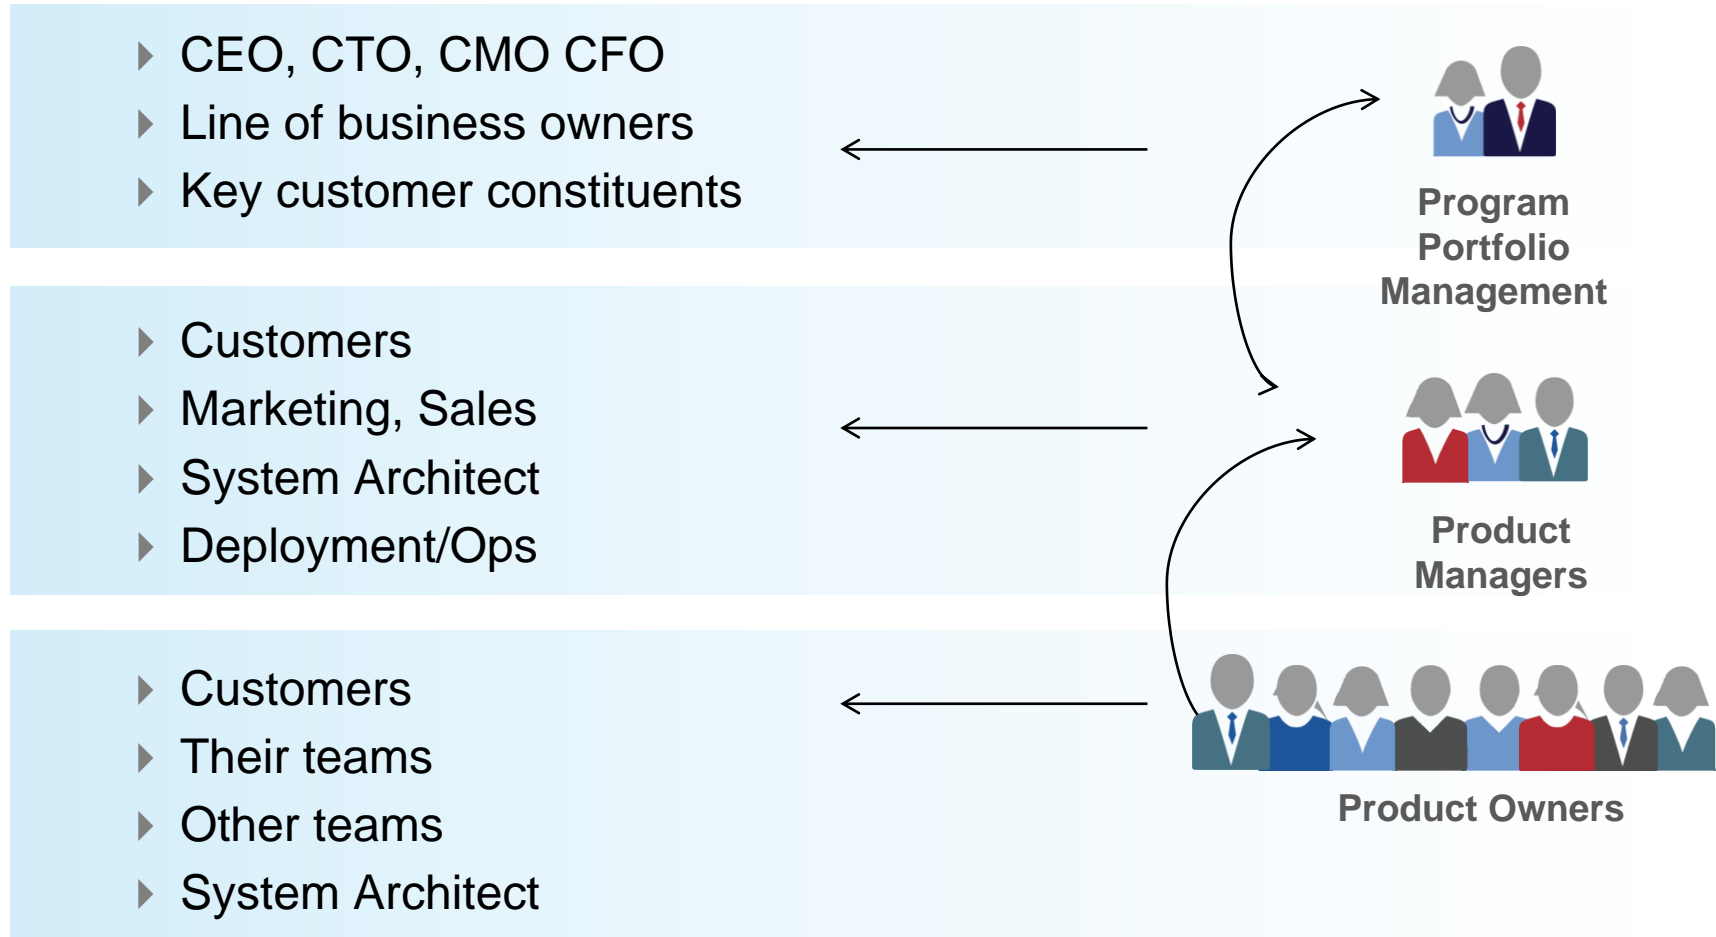 CEO, CTO, CMO CFO
Line of business owners
Key customer constituents
Program
Portfolio
Management
Customers
Marketing, Sales
System Architect
Deployment/Ops
Product
Managers
Customers
Their teams
Other teams
System Architect
Product Owners